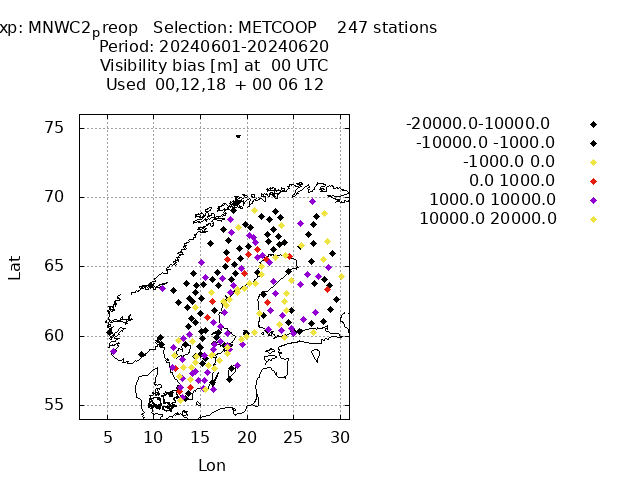 xp: MNWC2preop Selection: METCOOP 247 stations
Period: 20240601-20240620
Visibility bias [m] at 00 UTC
Used 00,12,18 + 00 06 12
-20000.0-10000.0
-10000.0 -1000.0
-1000.0 0.0
0.0 1000.0
1000.0 10000.0
10000.0 20000.0
75
70
65
60
55
Lat
5 10 15 20 25 30
Lon